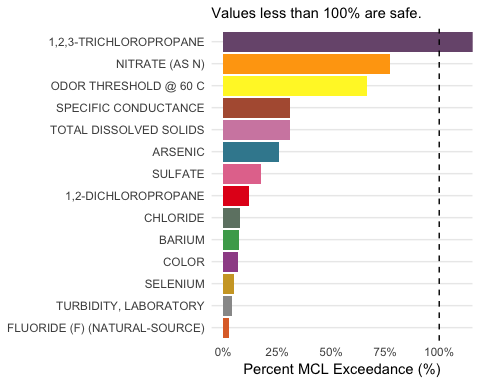 Values less than 100% are safe.
1,2,3-TRICHLOROPROPANE
NITRATE (AS N)
ODOR THRESHOLD @ 60 C
SPECIFIC CONDUCTANCE
TOTAL DISSOLVED SOLIDS
ARSENIC
SULFATE
1,2-DICHLOROPROPANE
CHLORIDE
BARIUM
COLOR
SELENIUM
TURBIDITY, LABORATORY
FLUORIDE (F) (NATURAL-SOURCE)
0% 25% 50% 75% 100%
Percent MCL Exceedance (%)